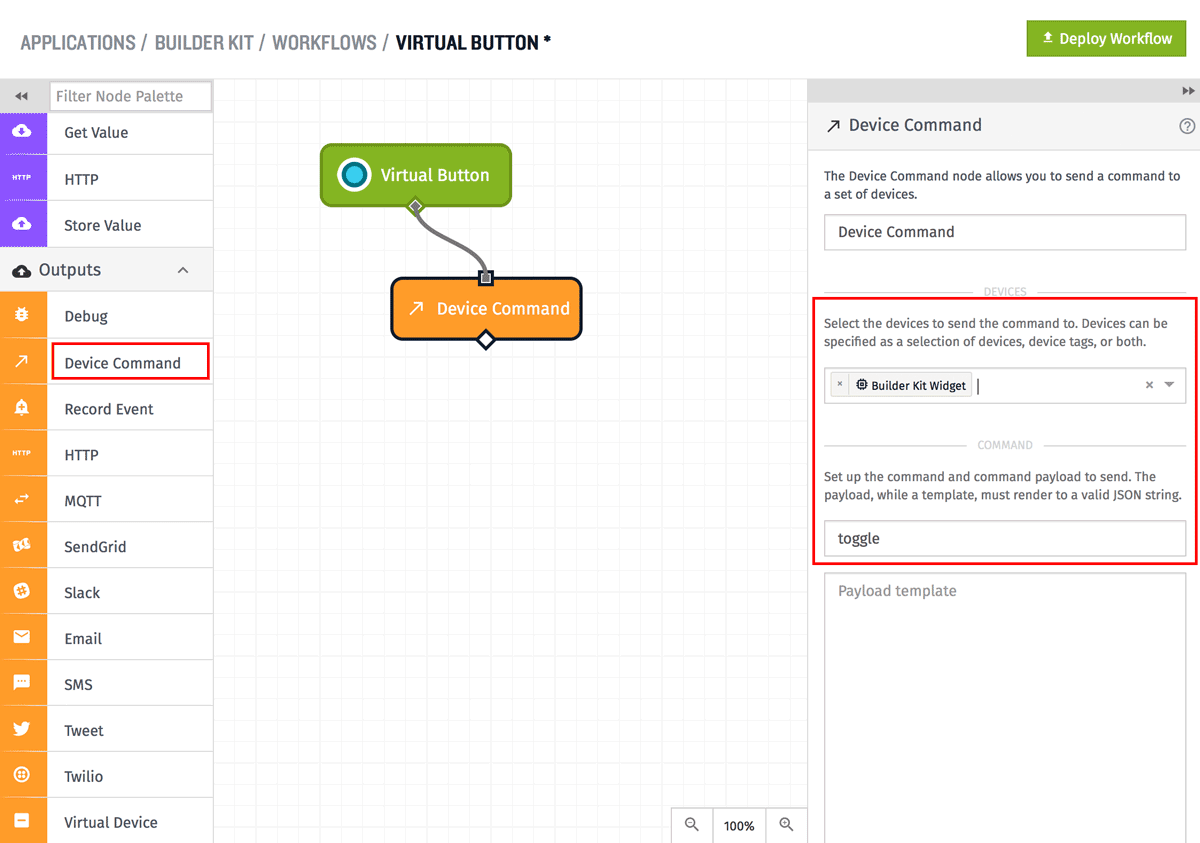 APPLICATIONS / BUILDER KIT / WORKFLOWS / VIRTUAL BUTTON *
Deploy Workflow
Filter Node Palette
Get Value
HTTP
HTTP
Store Value
Outputs
Debug
Device Command
Record Event
HTTP
HTTP
MQTT
SendGrid
Slack
Email
SMS
Tweet
Twilio
Virtual Device
Virtual Button
Device Command
100%
Device Command
The Device Command node allows you to send a command to
a set of devices.
Device Command
DEVICES
Select the devices to send the command to. Devices can be
specified as a selection of devices, device tags, or both.
× Builder Kit Widget ×
COMMAND
Set up the command and command payload to send. The
payload, while a template, must render to a valid JSON string.
toggle
Payload template